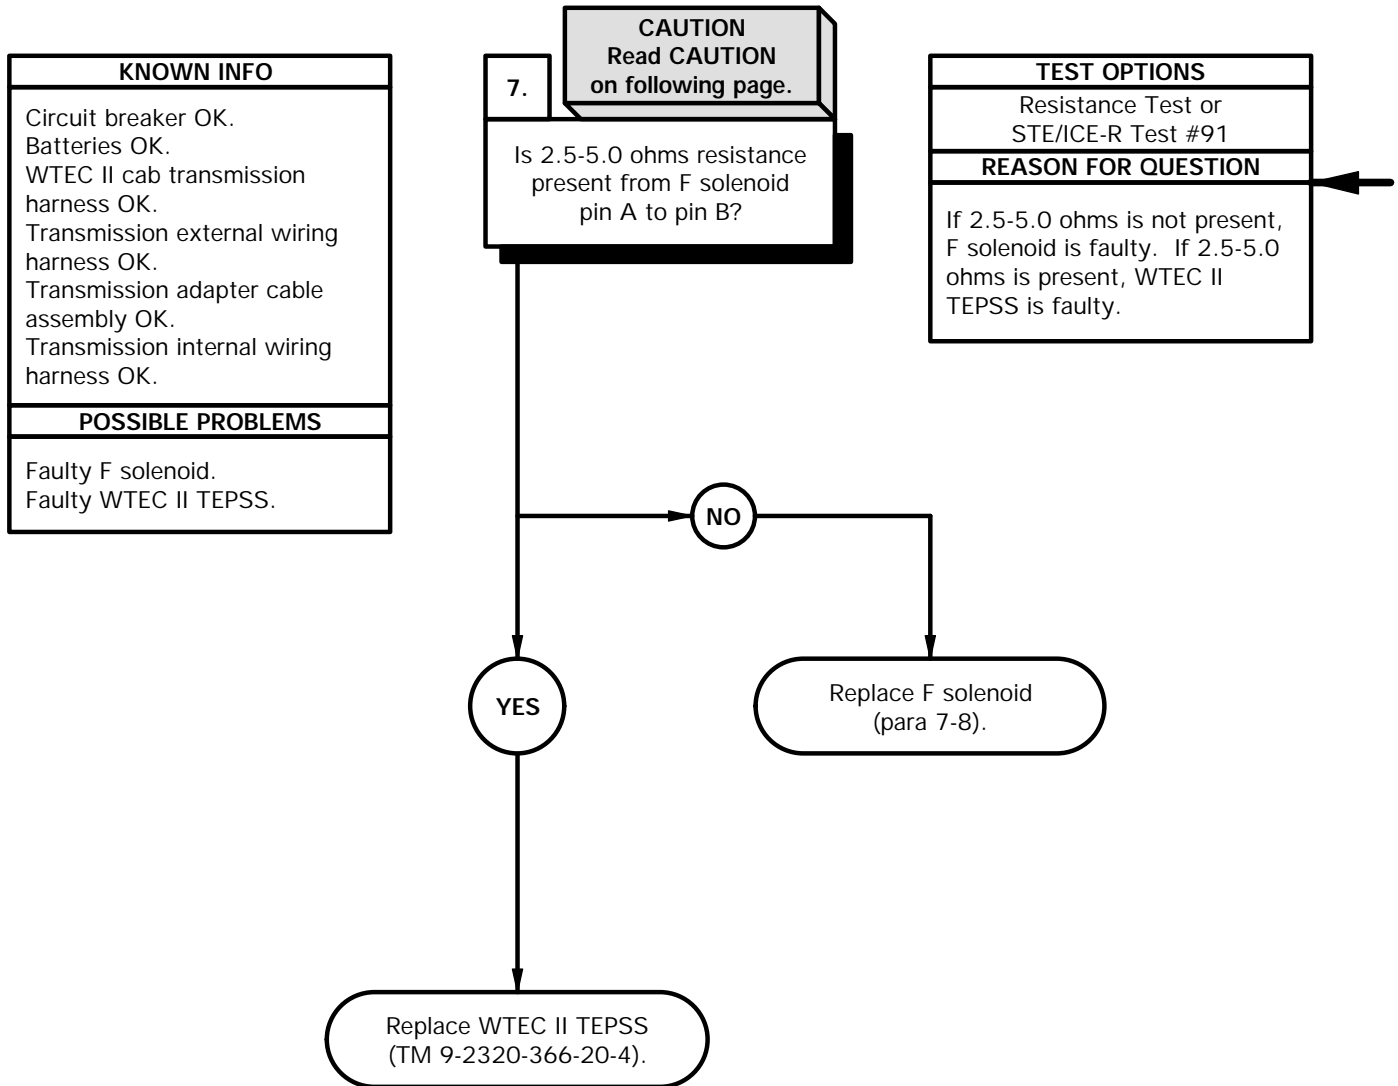 KNOWN INFO
Circuit breaker OK.
Batteries OK.
WTEC II cab transmission
harness OK.
Transmission external wiring
harness OK.
Transmission adapter cable
assembly OK.
Transmission internal wiring
harness OK.
POSSIBLE PROBLEMS
Faulty F solenoid.
Faulty WTEC II TEPSS.
CAUTION
Read CAUTION
on following page.
7.
Is 2.5-5.0 ohms resistance
present from F solenoid
pin A to pin B?
TEST OPTIONS
Resistance Test or
STE/ICE-R Test #91
REASON FOR QUESTION
If 2.5-5.0 ohms is not present,
F solenoid is faulty.  If 2.5-5.0
ohms is present, WTEC II
TEPSS is faulty.
NO
YES
Replace F solenoid
(para 7-8).
Replace WTEC II TEPSS
(TM 9-2320-366-20-4).